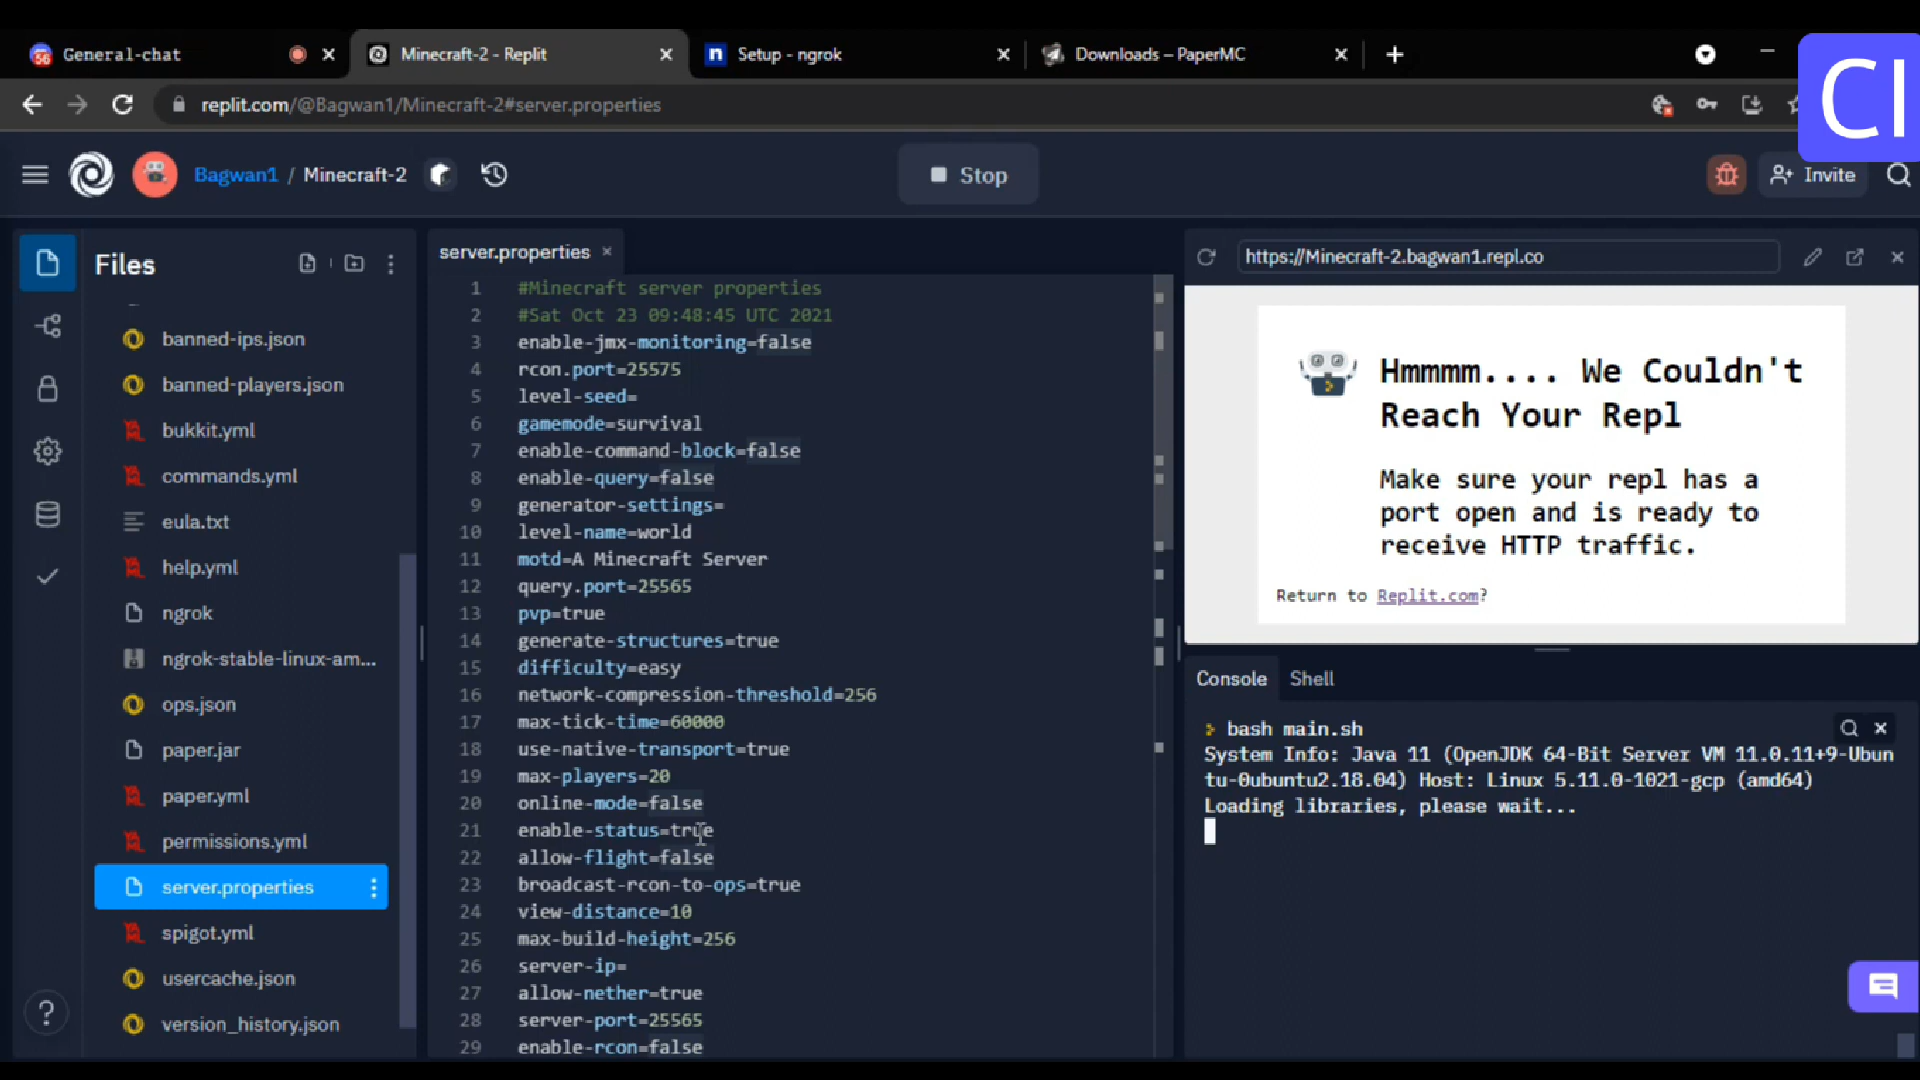 General-chat
Minecraft-2 - Replit
Setup - ngrok
Downloads – PaperMC
replit.com/@Bagwan1/Minecraft-2#server.properties
CI
Bagwan1 / Minecraft-2
Stop
Invite
Files
banned-ips.json
banned-players.json
bukkit.yml
commands.yml
eula.txt
help.yml
ngrok
ngrok-stable-linux-am...
ops.json
paper.jar
paper.yml
permissions.yml
server.properties
spigot.yml
usercache.json
version_history.json
server.properties
1 #Minecraft server properties
2 #Sat Oct 23 09:48:45 UTC 2021
3 enable-jmx-monitoring=false
4 rcon.port=25575
5 level-seed=
6 gamemode=survival
7 enable-command-block=false
8 enable-query=false
9 generator-settings=
10 level-name=world
11 motd=A Minecraft Server
12 query.port=25565
13 pvp=true
14 generate-structures=true
15 difficulty=easy
16 network-compression-threshold=256
17 max-tick-time=60000
18 use-native-transport=true
19 max-players=20
20 online-mode=false
21 enable-status=true
22 allow-flight=false
23 broadcast-rcon-to-ops=true
24 view-distance=10
25 max-build-height=256
26 server-ip=
27 allow-nether=true
28 server-port=25565
29 enable-rcon=false
https://Minecraft-2.bagwan1.repl.co
Hmmmm.... We Couldn't
Reach Your Repl
Make sure your repl has a
port open and is ready to
receive HTTP traffic.
Return to Replit.com?
Console
Shell
bash main.sh
System Info: Java 11 (OpenJDK 64-Bit Server VM 11.0.11+9-Ubun
tu-0ubuntu2.18.04) Host: Linux 5.11.0-1021-gcp (amd64)
Loading libraries, please wait...